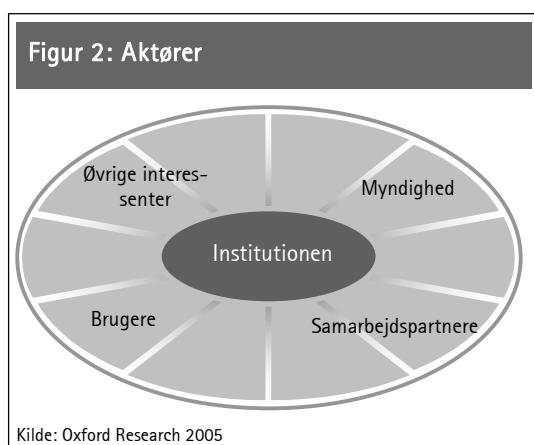 Figur 2: Aktører
Øvrige interes-
senter
Myndighed
Institutionen
Brugere
Samarbejdspartnere
Kilde: Oxford Research 2005